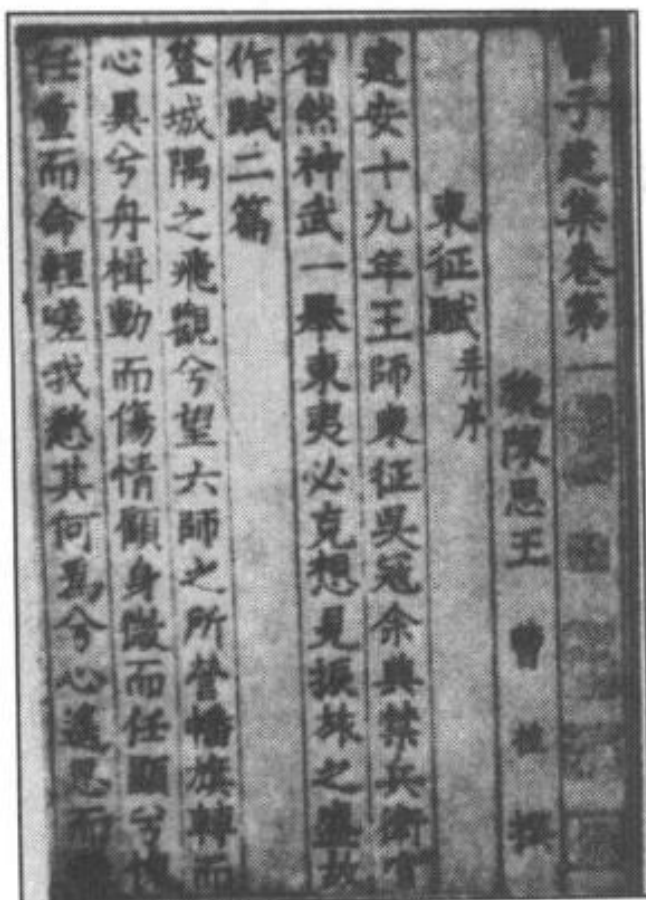 曹子建集卷第一
魏陳思王 曹植撰
東征賦 幷序
建安十九年王師東征吳寇余典禁兵衛官
省然神武一舉東夷必克想見振旅之盛故
作賦二篇
登城隅之飛觀兮望六師之所營幡旗轉而
心異兮舟楫動而傷情顧身微而任顯兮愧
任重而命輕嗟我愁其何爲兮心遙思而